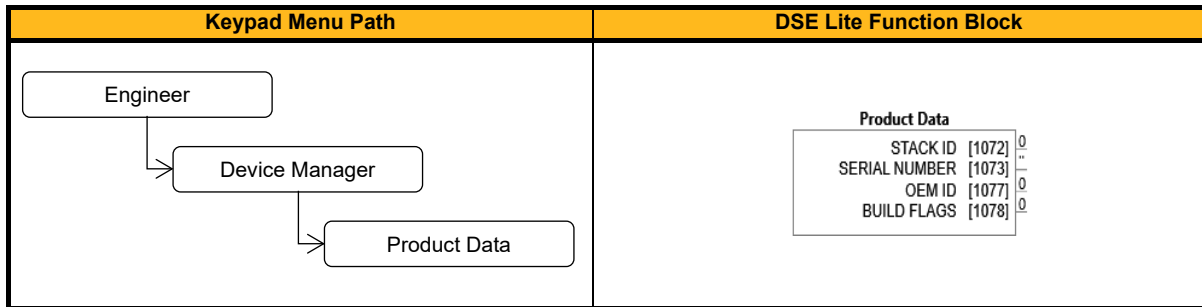 Keypad Menu Path
DSE Lite Function Block
Engineer
Device Manager
Product Data
Product Data
STACK ID [1072] 0
SERIAL NUMBER [1073] "
OEM ID [1077] 0
BUILD FLAGS [1078] 0